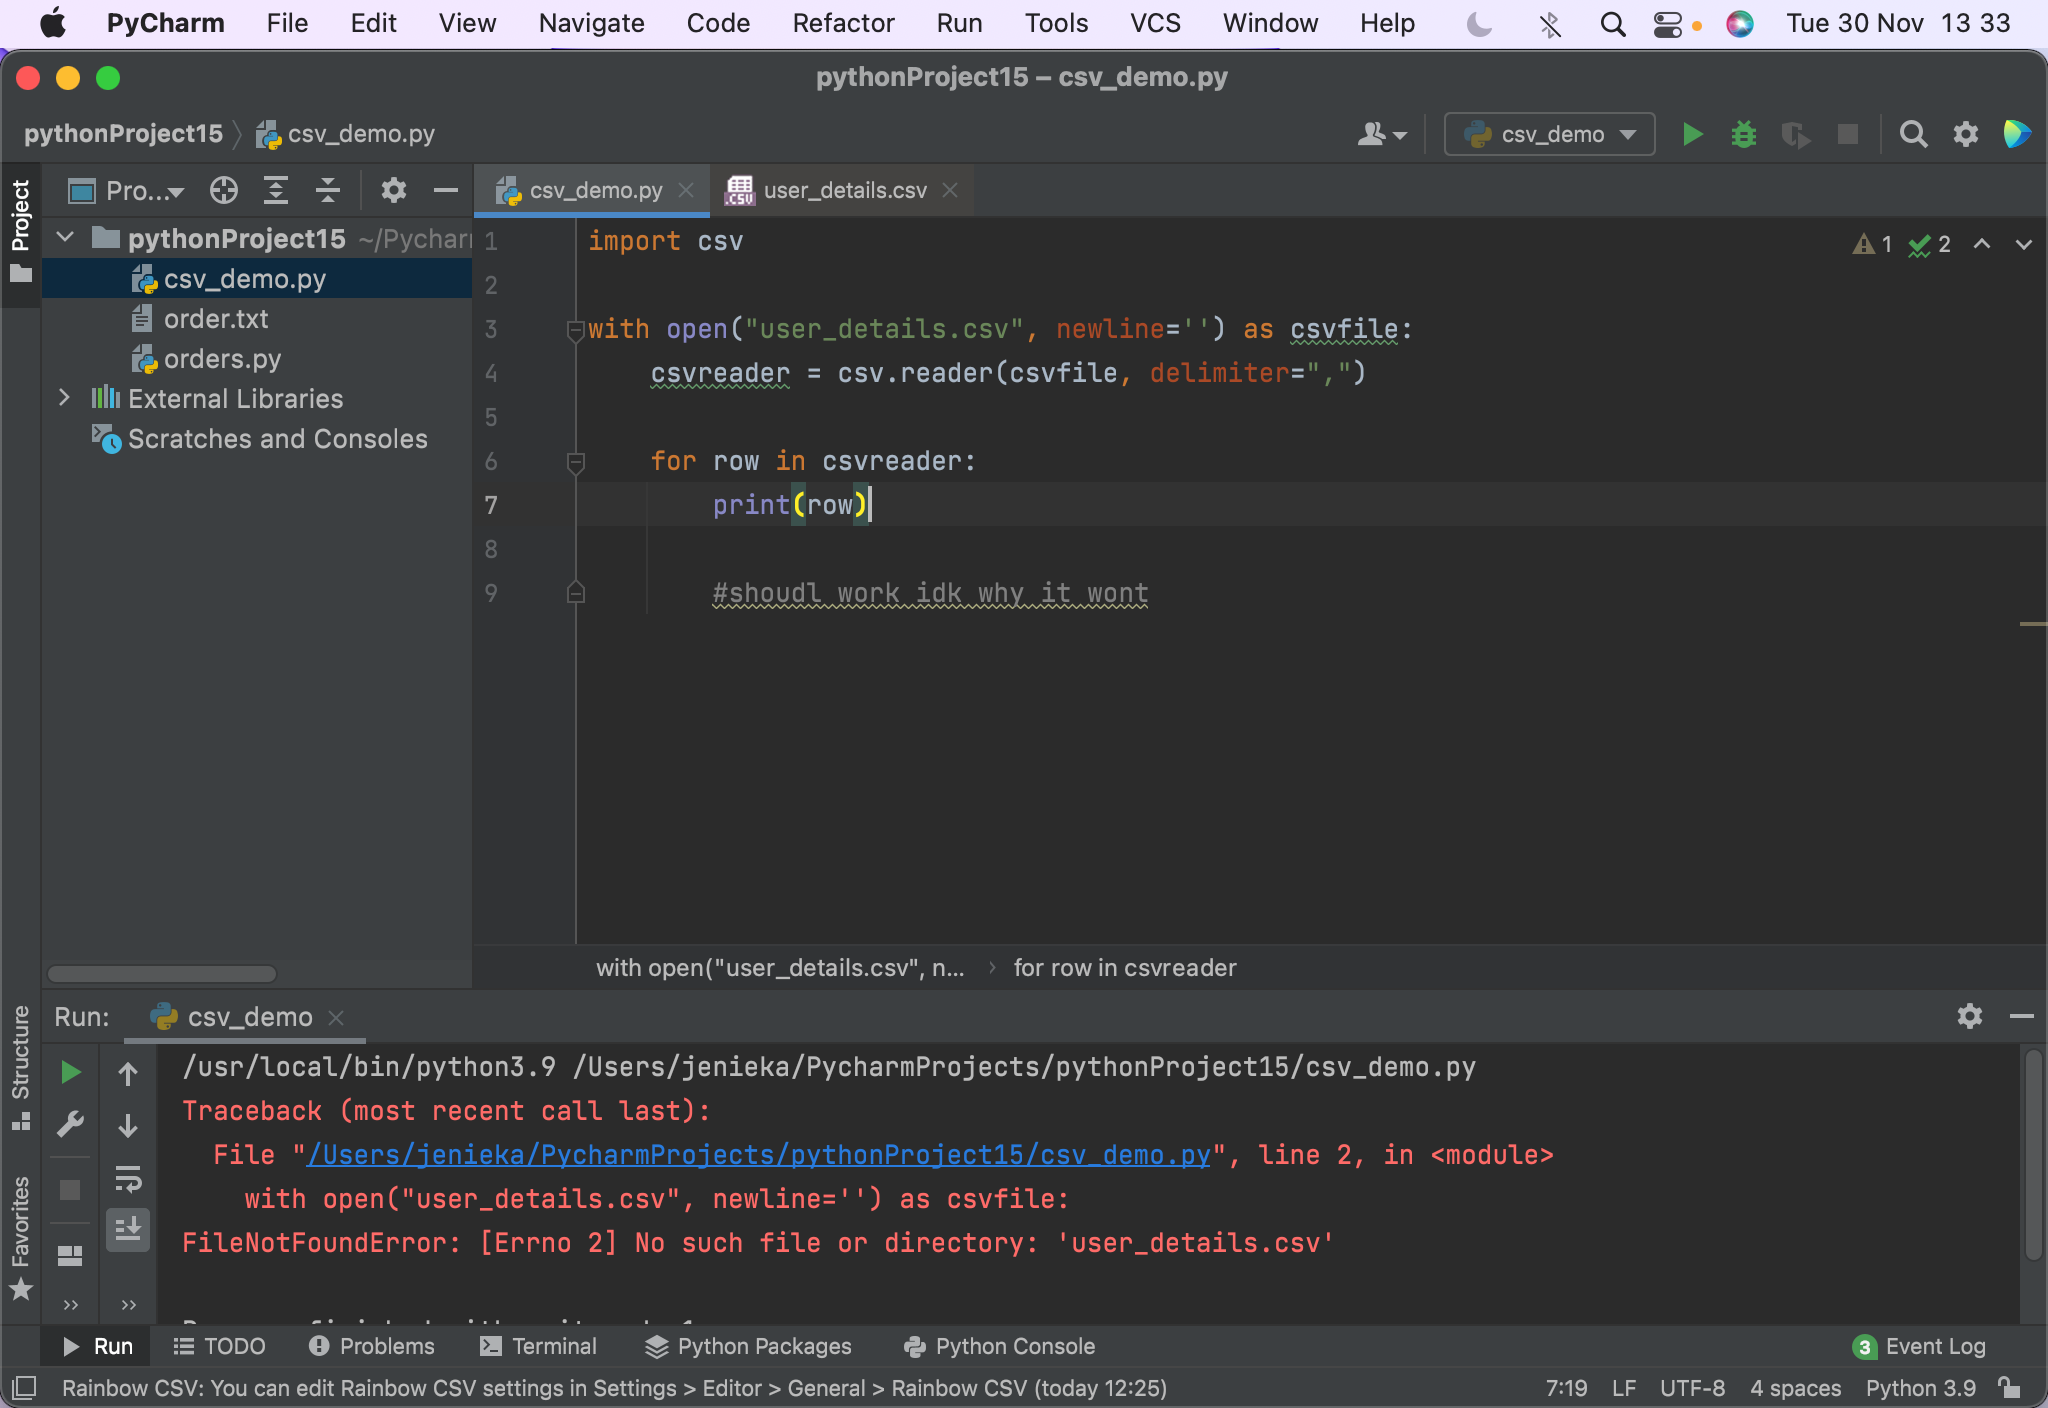 PyCharm File Edit View Navigate Code Refactor Run Tools VCS Window Help Tue 30 Nov 13 33
pythonProject15 – csv_demo.py
pythonProject15 csv_demo.py csv_demo
Project
Pro...
csv_demo.py
.CSV user_details.csv
pythonProject15 ~/Pychar
csv_demo.py
order.txt
orders.py
External Libraries
Scratches and Consoles
1 import csv
1 2
2
3 with open("user_details.csv", newline='') as csvfile:
4 csvreader = csv.reader(csvfile, delimiter=",")
5
6 for row in csvreader:
7 print(row)
8
9 #shoudl work idk why it wont
with open("user_details.csv", n... › for row in csvreader
Run: csv_demo
Structure
Favorites
/usr/local/bin/python3.9 /Users/jenieka/PycharmProjects/pythonProject15/csv_demo.py
Traceback (most recent call last):
File "/Users/jenieka/PycharmProjects/pythonProject15/csv_demo.py", line 2, in <module>
with open("user_details.csv", newline='') as csvfile:
FileNotFoundError: [Errno 2] No such file or directory: 'user_details.csv'
Run TODO Problems Terminal Python Packages Python Console 3 Event Log
Rainbow CSV: You can edit Rainbow CSV settings in Settings > Editor > General > Rainbow CSV (today 12:25) 7:19 LF UTF-8 4 spaces Python 3.9